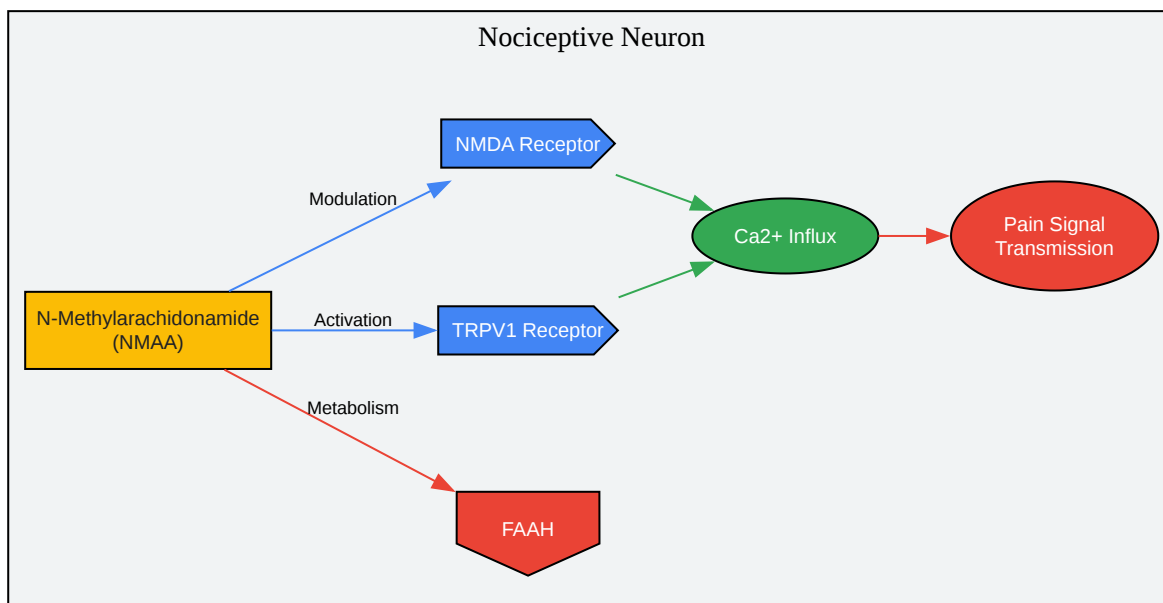 Nociceptive Neuron
NMDA Receptor
Modulation
Ca2+ Influx
Pain Signal
Transmission
N-Methylarachidonamide
(NMAA)
Activation
TRPV1 Receptor
Metabolism
FAAH